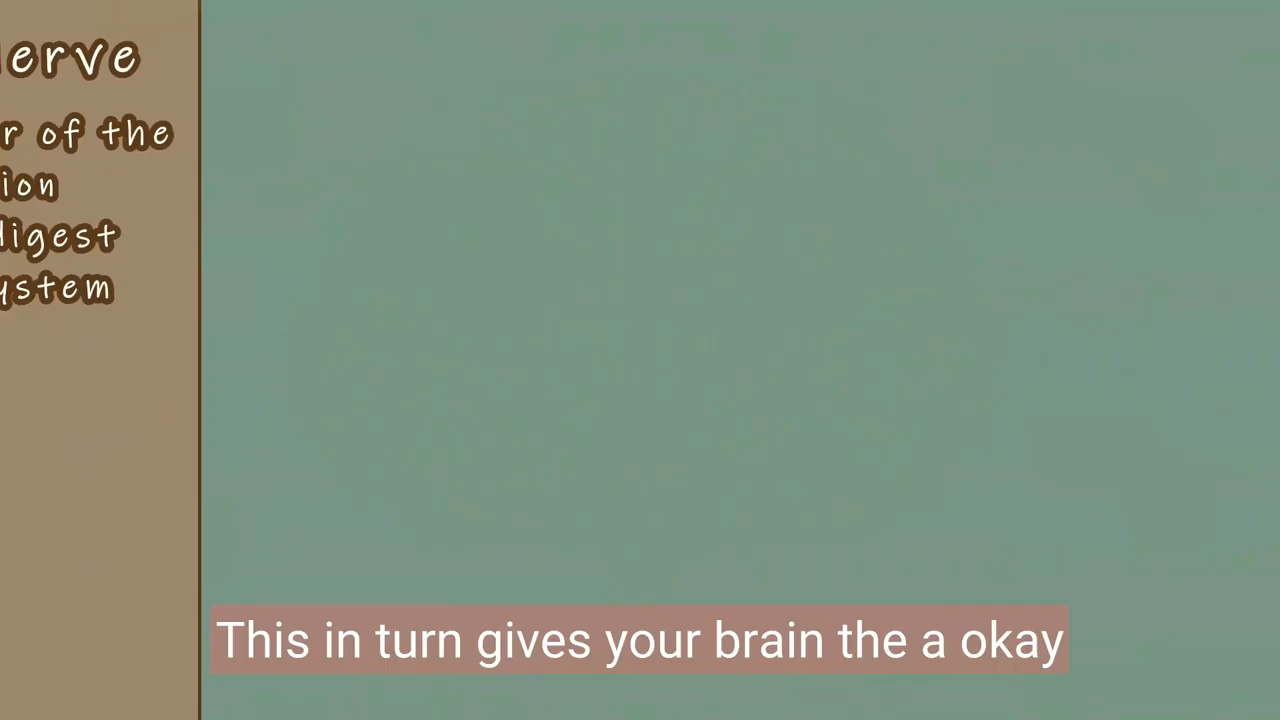 erve
r of the
ion
digest
ystem
This in turn gives your brain the a okay